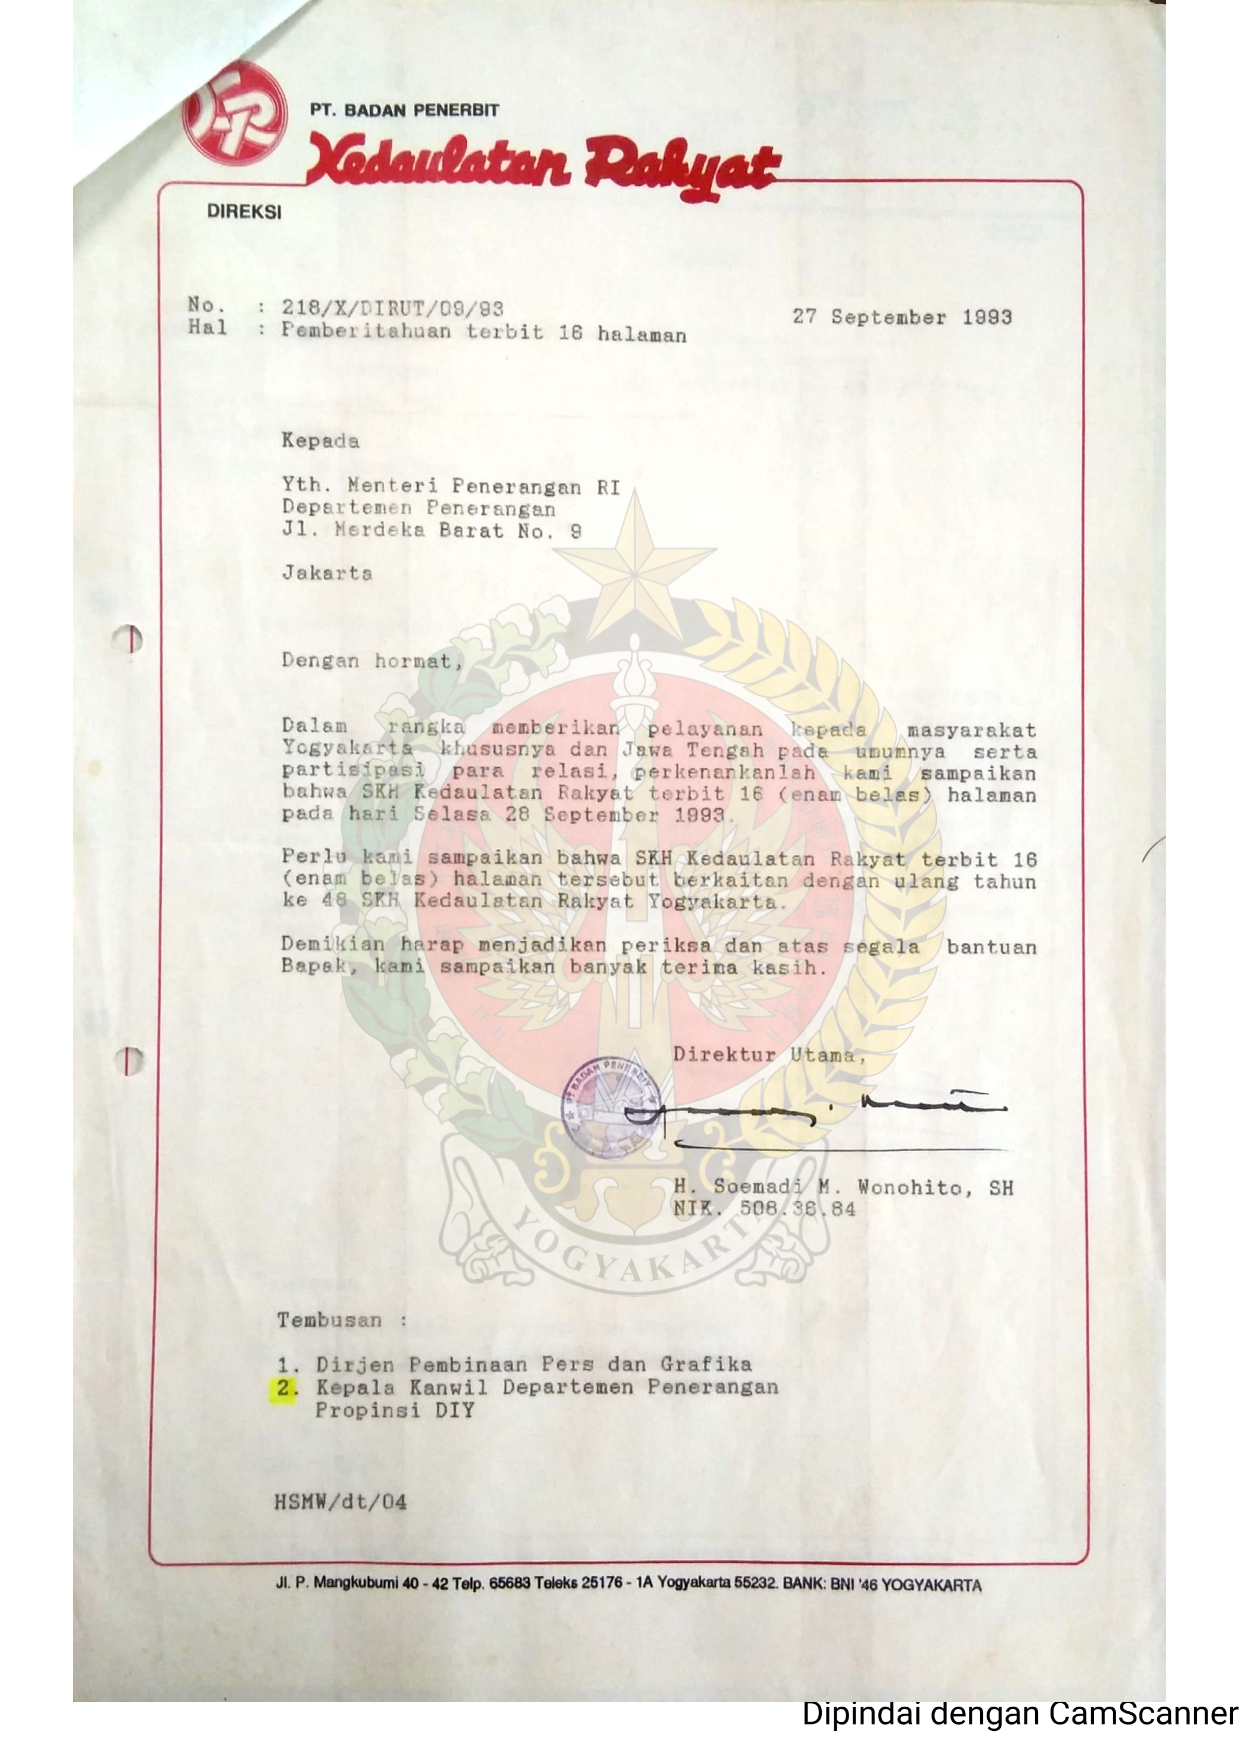 PT. BADAN PENERBIT
Kedaulatan Rakyat
DIREKSI
No. : 218/X/DIRUT/09/93
27 September 1993
Hal : Pemberitahuan terbit 16 halaman
Kepada
Yth. Menteri Penerangan RI
Departemen Penerangan
Jl. Merdeka Barat No. 9
Jakarta
Dengan hormat,
Dalam rangka memberikan pelayanan kepada masyarakat
Yogyakarta khususnya dan Jawa Tengah pada umumnya serta
partisipasi para relasi, perkenankanlah kami sampaikan
bahwa SKH Kedaulatan Rakyat terbit 16 (enam belas) halaman
pada hari Selasa 28 September 1993.
Perlu kami sampaikan bahwa SKH Kedaulatan Rakyat terbit 16
(enam belas) halaman tersebut berkaitan dengan ulang tahun
ke 48 SKH Kedaulatan Rakyat Yogyakarta.
Demikian harap menjadikan periksa dan atas segala bantuan
Bapak, kami sampaikan banyak terima kasih.
Direktur Utama,
PT BADAN PENERBIT
H. Soemadi M. Wonohito, SH
NIK. 508.36.84
YOGYAKARTA
Tembusan :
1. Dirjen Pembinaan Pers dan Grafika
2. Kepala Kanwil Departemen Penerangan
Propinsi DIY
HSMW/dt/04
Jl. P. Mangkubumi 40 - 42 Telp. 65683 Teleks 25176 - 1A Yogyakarta 55232. BANK: BNI '46 YOGYAKARTA
Dipindai dengan CamScanner